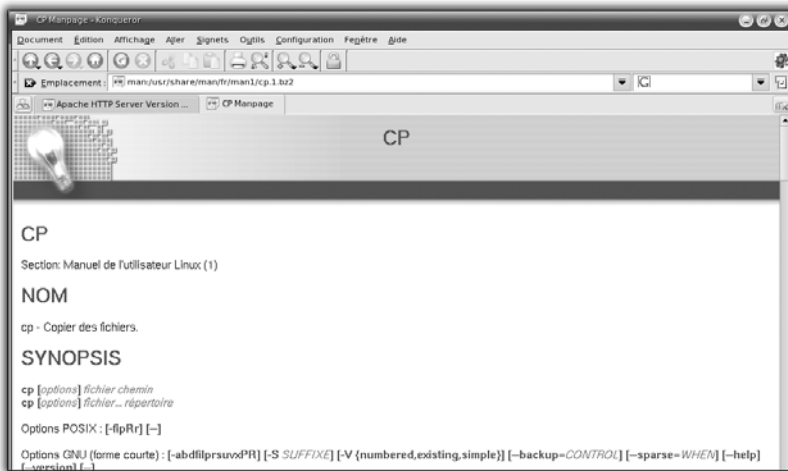 CP Manpage - Konqueror
Document Édition Affichage Aller Signets Outils Configuration Fenêtre Aide
Emplacement : man:/usr/share/man/fr/man1/cp.1.bz2
G
Apache HTTP Server Version ... CP Manpage
CP
CP
Section: Manuel de l'utilisateur Linux (1)
NOM
cp - Copier des fichiers.
SYNOPSIS
cp [options] fichier chemin
cp [options] fichier... répertoire
Options POSIX : [-fipRr] [--]
Options GNU (forme courte) : [-abdfilprsuvxPR] [-S SUFFIXE] [-V {numbered,existing,simple}] [--backup=CONTROL] [--sparse=WHEN] [--help]
[--version] [--]